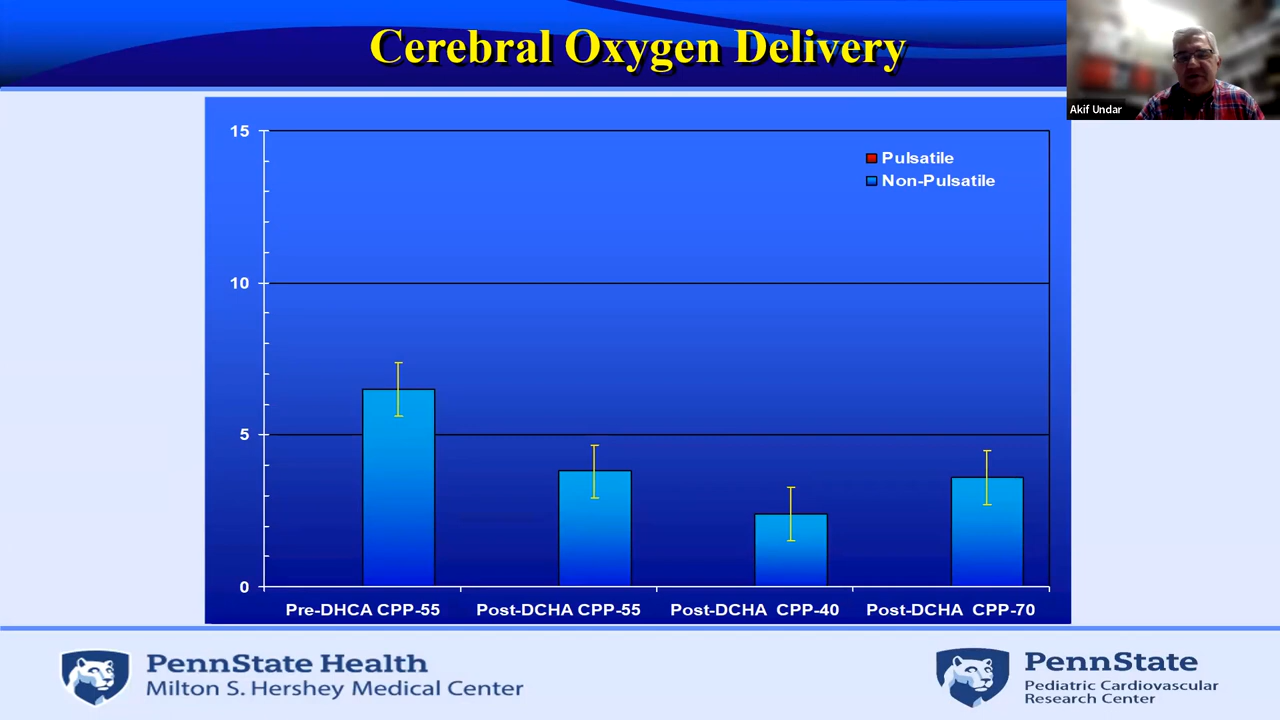 Cerebral Oxygen Delivery
Akif Undar
15
Pulsatile
Non-Pulsatile
10
5
0
Pre-DHCA CPP-55
Post-DCHA CPP-55
Post-DCHA CPP-40
Post-DCHA CPP-70
PennState Health
Milton S. Hershey Medical Center
PennState
Pediatric Cardiovascular
Research Center